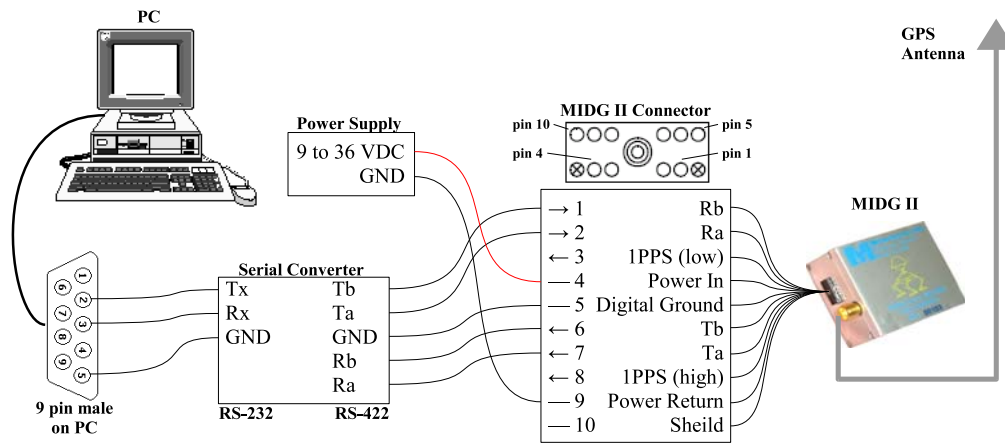 PC
GPS
Antenna
MIDG II Connector
pin 10
pin 5
pin 4
pin 1
Power Supply
9 to 36 VDC
GND
MIDG II
→ 1 Rb
→ 2 Ra
← 3 1PPS (low)
— 4 Power In
— 5 Digital Ground
← 6 Tb
← 7 Ta
← 8 1PPS (high)
— 9 Power Return
— 10 Sheild
Serial Converter
Tx Tb
Rx Ta
GND GND
Rb
Ra
RS-232 RS-422
1
6
2
7
3
8
4
9
5
9 pin male
on PC
M